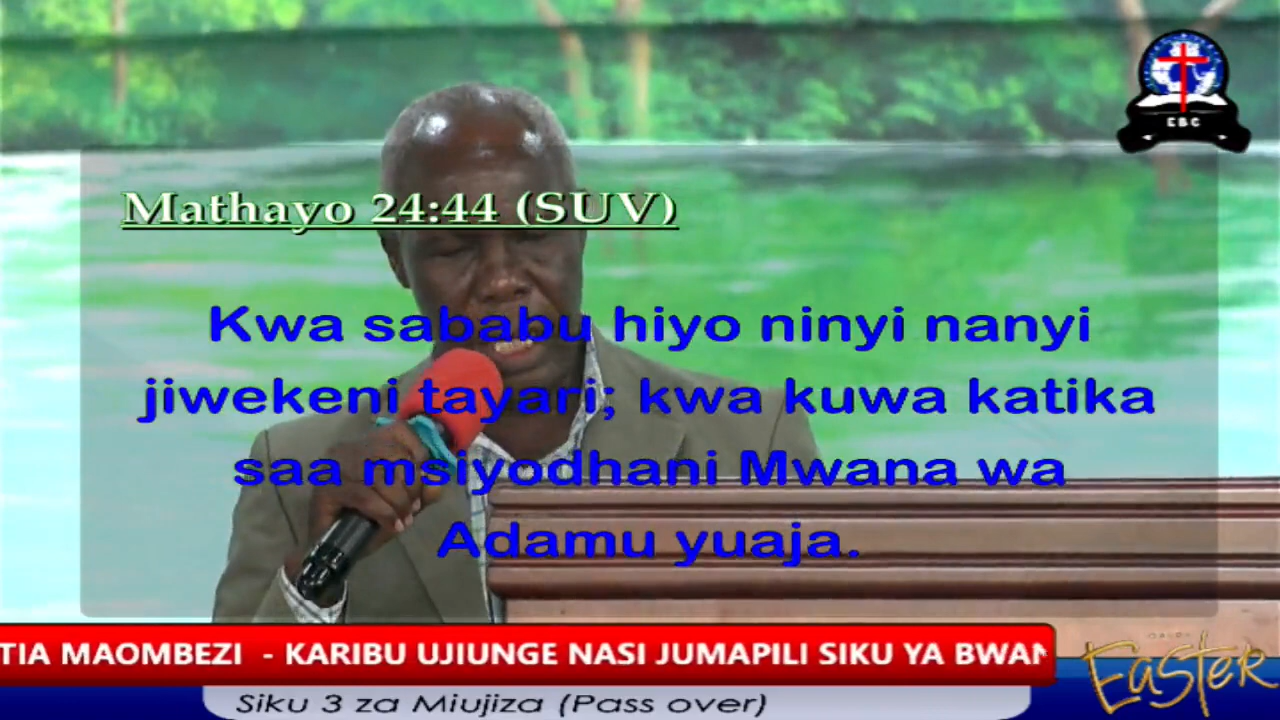 EBC
Mathayo 24:44 (SUV)
Kwa sababu hiyo ninyi nanyi
jiwekeni tayari; kwa kuwa katika
saa msiyodhani Mwana wa
Adamu yuaja.
TIA MAOMBEZI - KARIBU UJIUNGE NASI JUMAPILI SIKU YA BWAN
EaSTER
Siku 3 za Miujiza (Pass over)